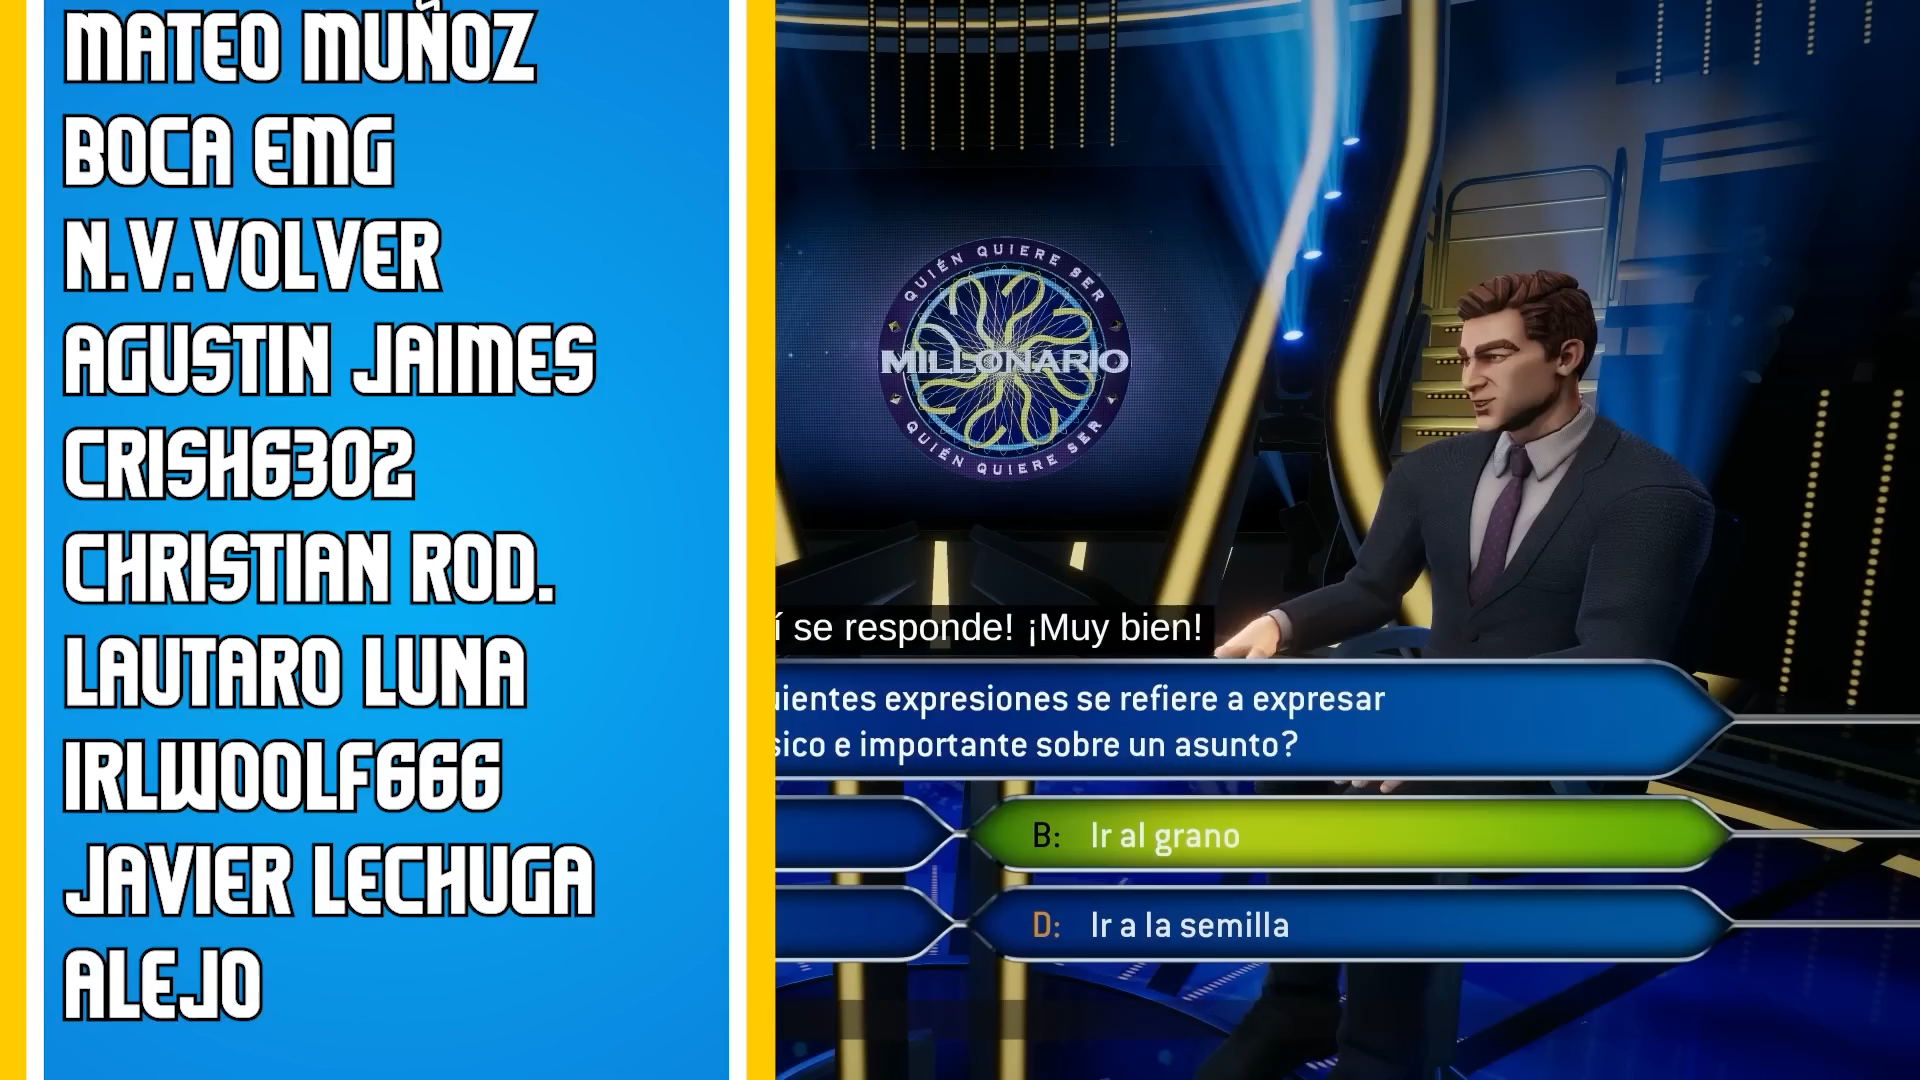 MATEO MUÑOZ
BOCA EMG
N.V.VOLVER
AGUSTIN JAIMES
CRISH6302
CHRISTIAN ROD.
LAUTARO LUNA
IRLWOOLF666
JAVIER LECHUGA
ALEJO
QUIÉN QUIERE SER
MILLONARIO
QUIÉN QUIERE SER
í se responde! ¡Muy bien!
uientes expresiones se refiere a expresar
sico e importante sobre un asunto?
B: Ir al grano
D: Ir a la semilla